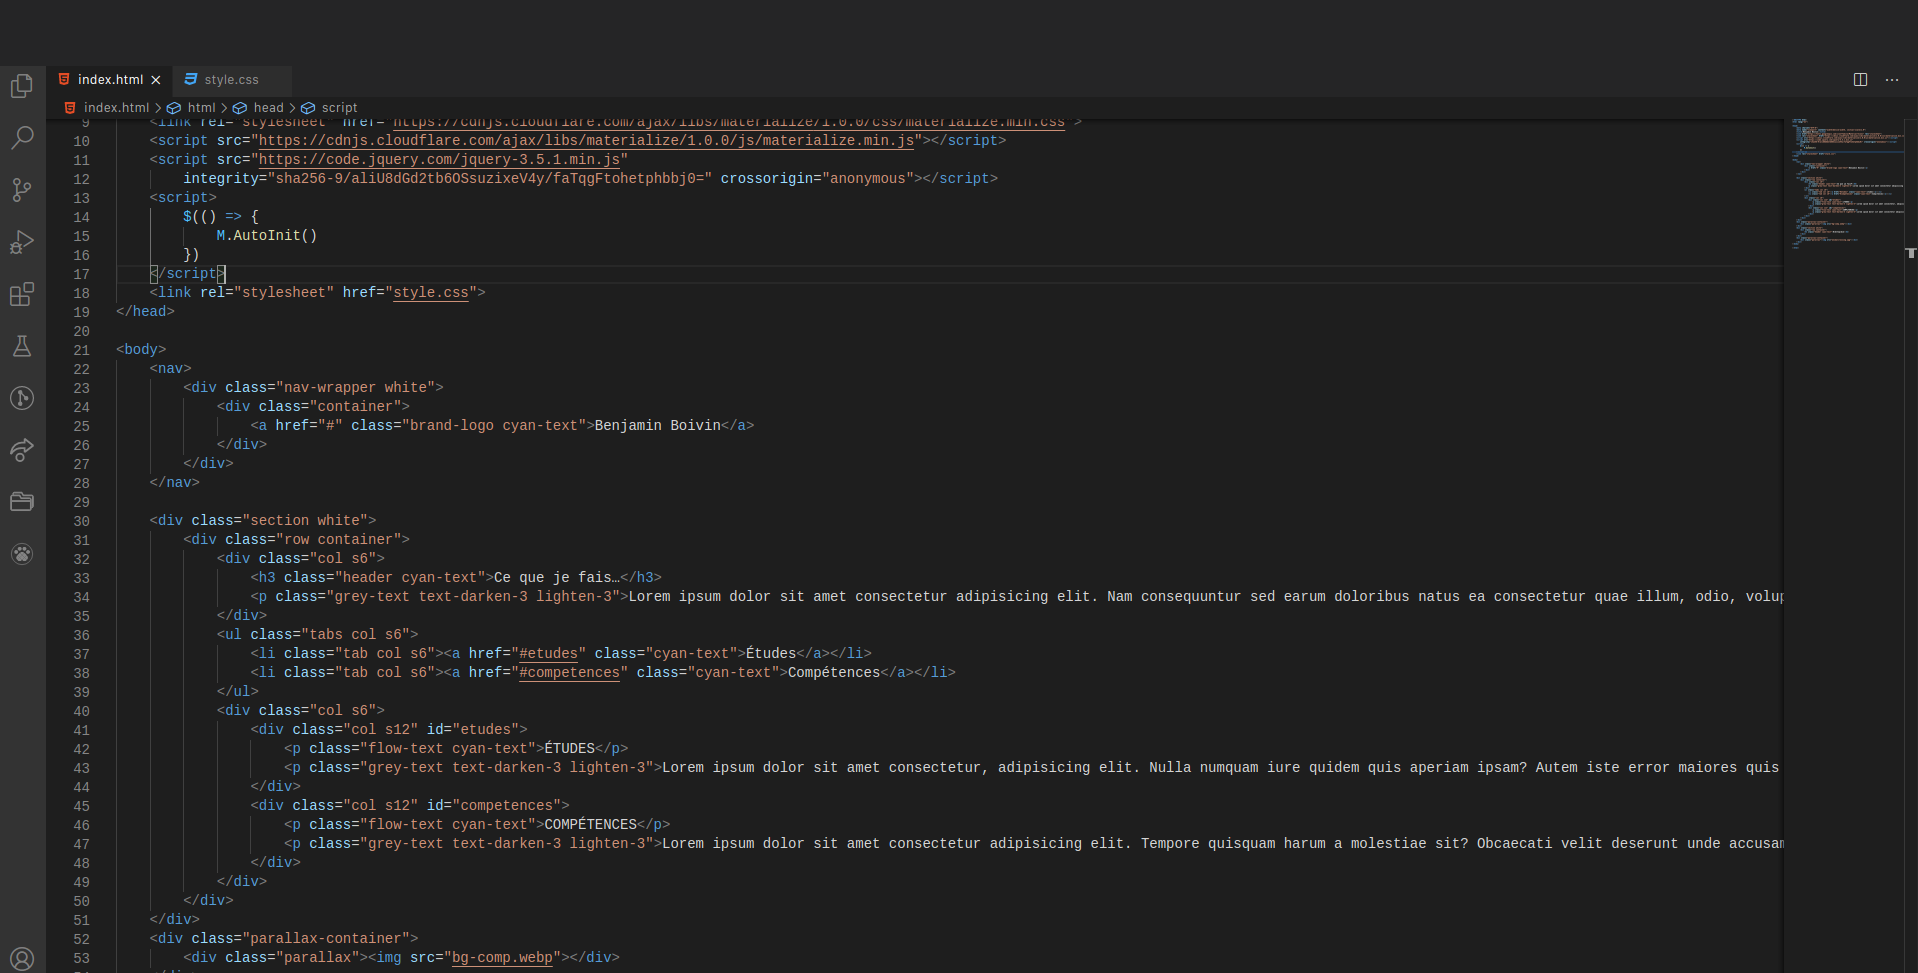 index.html
style.css
index.html > html > head > script
9 <link rel="stylesheet" href="https://cdnjs.cloudflare.com/ajax/libs/materialize/1.0.0/css/materialize.min.css">
10 <script src="https://cdnjs.cloudflare.com/ajax/libs/materialize/1.0.0/js/materialize.min.js"></script>
11 <script src="https://code.jquery.com/jquery-3.5.1.min.js"
12 integrity="sha256-9/aliU8dGd2tb6OSsuzixeV4y/faTqgFtohetphbbj0=" crossorigin="anonymous"></script>
13 <script>
14 $(() => {
15 M.AutoInit()
16 })
17 </script>
18 <link rel="stylesheet" href="style.css">
19 </head>
20
21 <body>
22 <nav>
23 <div class="nav-wrapper white">
24 <div class="container">
25 <a href="#" class="brand-logo cyan-text">Benjamin Boivin</a>
26 </div>
27 </div>
28 </nav>
29
30 <div class="section white">
31 <div class="row container">
32 <div class="col s6">
33 <h3 class="header cyan-text">Ce que je fais…</h3>
34 <p class="grey-text text-darken-3 lighten-3">Lorem ipsum dolor sit amet consectetur adipisicing elit. Nam consequuntur sed earum doloribus natus ea consectetur quae illum, odio, volup
35 </div>
36 <ul class="tabs col s6">
37 <li class="tab col s6"><a href="#etudes" class="cyan-text">Études</a></li>
38 <li class="tab col s6"><a href="#competences" class="cyan-text">Compétences</a></li>
39 </ul>
40 <div class="col s6">
41 <div class="col s12" id="etudes">
42 <p class="flow-text cyan-text">ÉTUDES</p>
43 <p class="grey-text text-darken-3 lighten-3">Lorem ipsum dolor sit amet consectetur, adipisicing elit. Nulla numquam iure quidem quis aperiam ipsam? Autem iste error maiores quis
44 </div>
45 <div class="col s12" id="competences">
46 <p class="flow-text cyan-text">COMPÉTENCES</p>
47 <p class="grey-text text-darken-3 lighten-3">Lorem ipsum dolor sit amet consectetur adipisicing elit. Tempore quisquam harum a molestiae sit? Obcaecati velit deserunt unde accusam
48 </div>
49 </div>
50 </div>
51 </div>
52 <div class="parallax-container">
53 <div class="parallax"><img src="bg-comp.webp"></div>